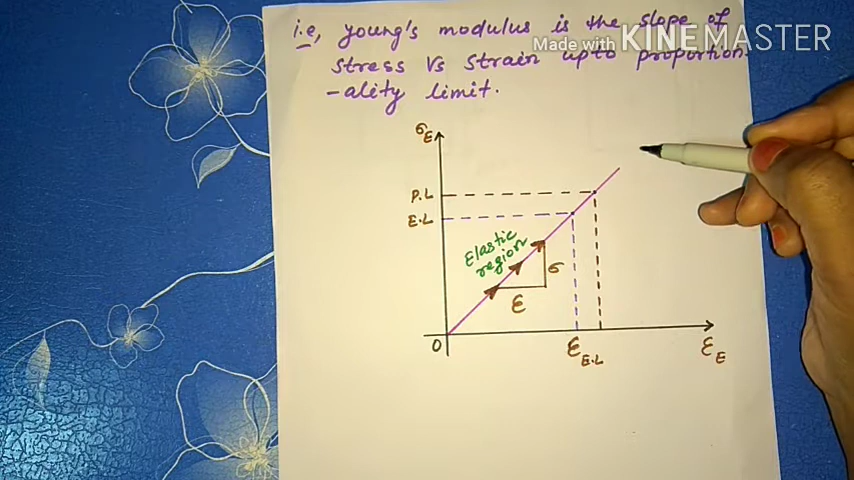 i.e, young's modulus is the slope of
Made with KINEMASTER
stress Vs strain upto proportion-
-ality limit.
σE
P.L
E.L
Elastic
region
σ
ε
O
εE.L
εE